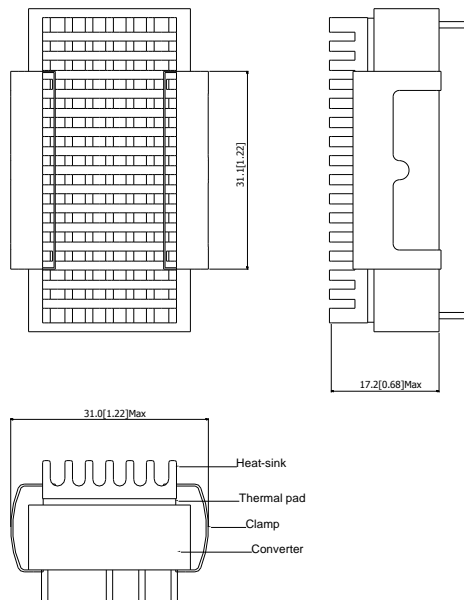 31.1[1.22]
17.2[0.68]Max
31.0[1.22]Max
Heat-sink
Thermal pad
Clamp
Converter